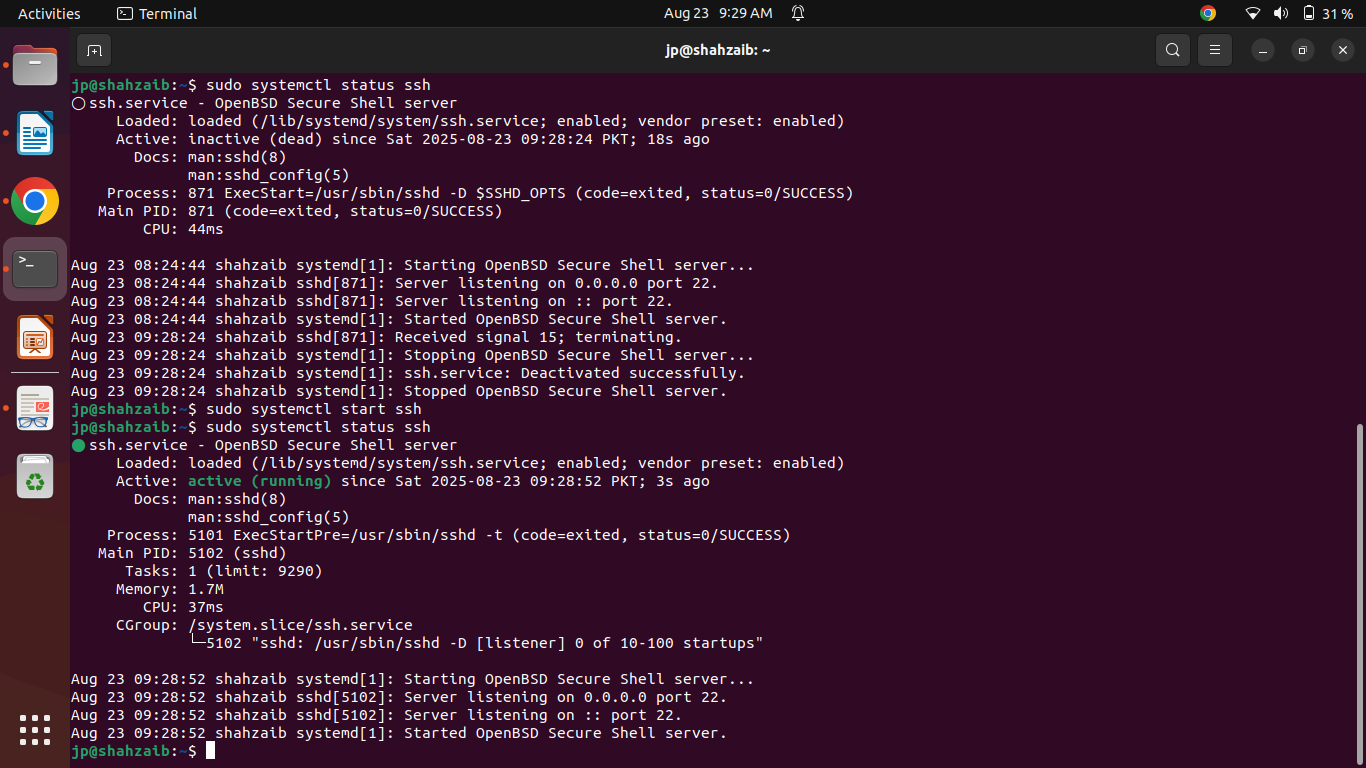 Activities Terminal Aug 23 9:29 AM 31 %
jp@shahzaib: ~
jp@shahzaib:~$ sudo systemctl status ssh
○ ssh.service - OpenBSD Secure Shell server
Loaded: loaded (/lib/systemd/system/ssh.service; enabled; vendor preset: enabled)
Active: inactive (dead) since Sat 2025-08-23 09:28:24 PKT; 18s ago
Docs: man:sshd(8)
man:sshd_config(5)
Process: 871 ExecStart=/usr/sbin/sshd -D $SSHD_OPTS (code=exited, status=0/SUCCESS)
Main PID: 871 (code=exited, status=0/SUCCESS)
CPU: 44ms
Aug 23 08:24:44 shahzaib systemd[1]: Starting OpenBSD Secure Shell server...
Aug 23 08:24:44 shahzaib sshd[871]: Server listening on 0.0.0.0 port 22.
Aug 23 08:24:44 shahzaib sshd[871]: Server listening on :: port 22.
Aug 23 08:24:44 shahzaib systemd[1]: Started OpenBSD Secure Shell server.
Aug 23 09:28:24 shahzaib sshd[871]: Received signal 15; terminating.
Aug 23 09:28:24 shahzaib systemd[1]: Stopping OpenBSD Secure Shell server...
Aug 23 09:28:24 shahzaib systemd[1]: ssh.service: Deactivated successfully.
Aug 23 09:28:24 shahzaib systemd[1]: Stopped OpenBSD Secure Shell server.
jp@shahzaib:~$ sudo systemctl start ssh
jp@shahzaib:~$ sudo systemctl status ssh
● ssh.service - OpenBSD Secure Shell server
Loaded: loaded (/lib/systemd/system/ssh.service; enabled; vendor preset: enabled)
Active: active (running) since Sat 2025-08-23 09:28:52 PKT; 3s ago
Docs: man:sshd(8)
man:sshd_config(5)
Process: 5101 ExecStartPre=/usr/sbin/sshd -t (code=exited, status=0/SUCCESS)
Main PID: 5102 (sshd)
Tasks: 1 (limit: 9290)
Memory: 1.7M
CPU: 37ms
CGroup: /system.slice/ssh.service
└─5102 "sshd: /usr/sbin/sshd -D [listener] 0 of 10-100 startups"
Aug 23 09:28:52 shahzaib systemd[1]: Starting OpenBSD Secure Shell server...
Aug 23 09:28:52 shahzaib sshd[5102]: Server listening on 0.0.0.0 port 22.
Aug 23 09:28:52 shahzaib sshd[5102]: Server listening on :: port 22.
Aug 23 09:28:52 shahzaib systemd[1]: Started OpenBSD Secure Shell server.
jp@shahzaib:~$